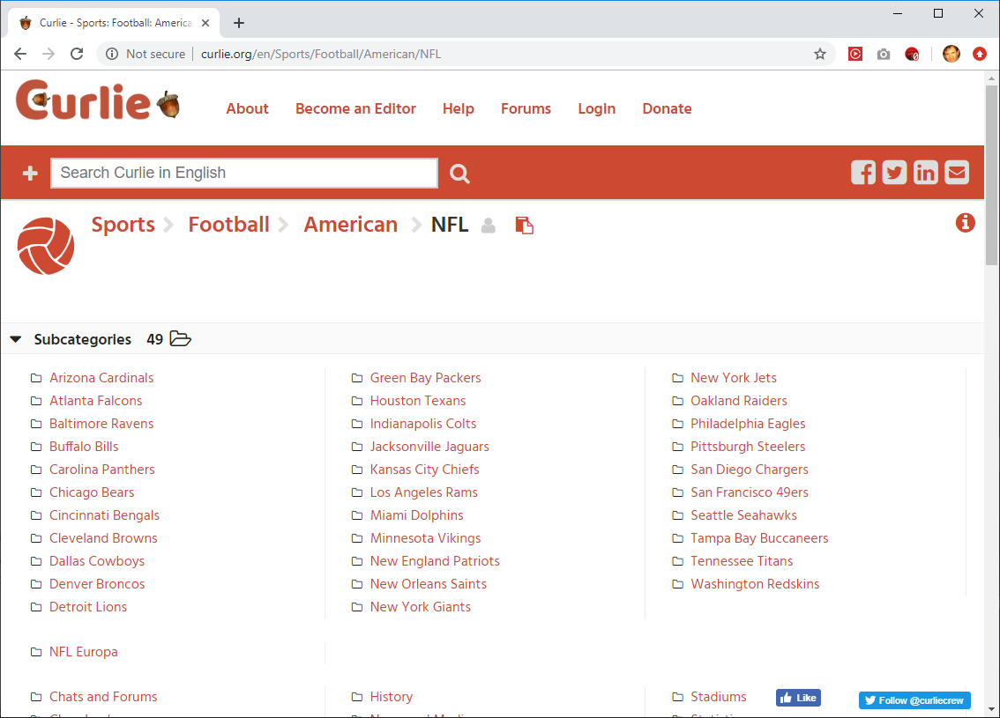 Curlie - Sports: Football: America
Not secure curlie.org/en/Sports/Football/American/NFL
Curlie About Become an Editor Help Forums Login Donate
Search Curlie in English
Sports Football American NFL
Subcategories 49
Arizona Cardinals
Atlanta Falcons
Baltimore Ravens
Buffalo Bills
Carolina Panthers
Chicago Bears
Cincinnati Bengals
Cleveland Browns
Dallas Cowboys
Denver Broncos
Detroit Lions
Green Bay Packers
Houston Texans
Indianapolis Colts
Jacksonville Jaguars
Kansas City Chiefs
Los Angeles Rams
Miami Dolphins
Minnesota Vikings
New England Patriots
New Orleans Saints
New York Giants
New York Jets
Oakland Raiders
Philadelphia Eagles
Pittsburgh Steelers
San Diego Chargers
San Francisco 49ers
Seattle Seahawks
Tampa Bay Buccaneers
Tennessee Titans
Washington Redskins
NFL Europa
Chats and Forums
History
Stadiums
Like
Follow @curliecrew